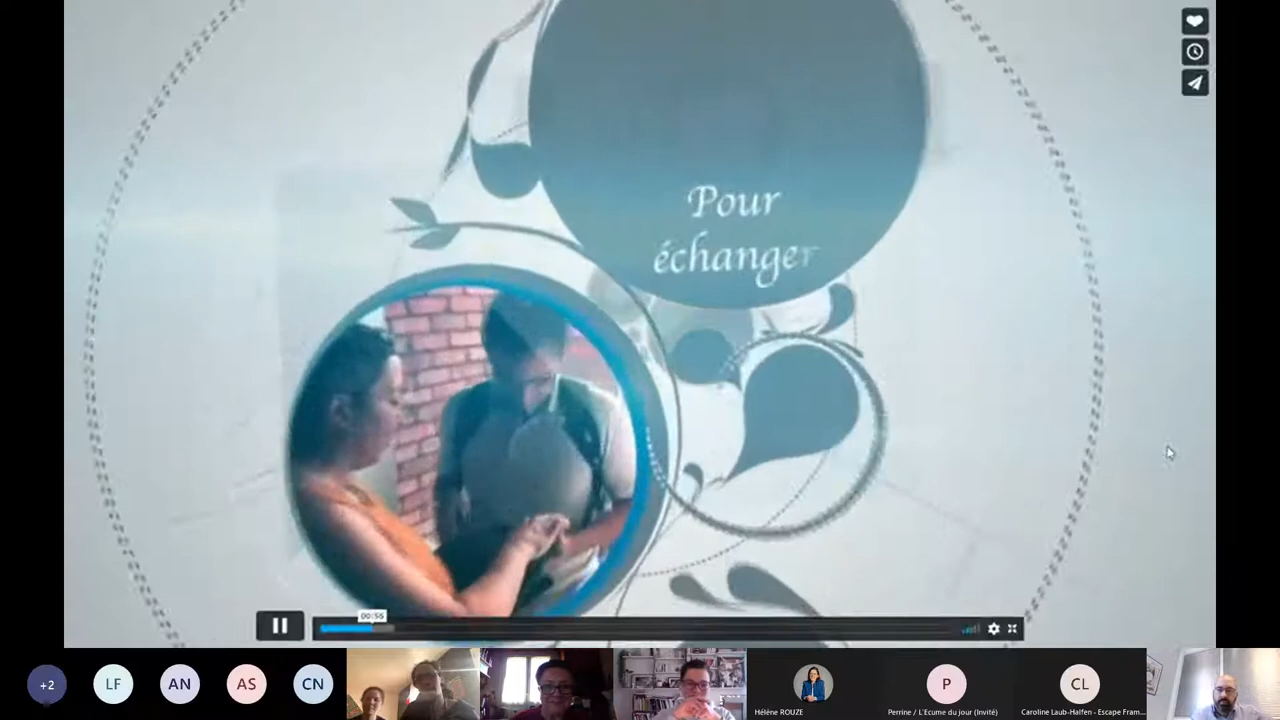 Pour
échanger
00:56
+2
LF
AN
AS
CN
Hélène ROUZE
P
Perrine / L'Ecume du jour (Invité)
CL
Caroline Laub-Halfen - Escape Fram...